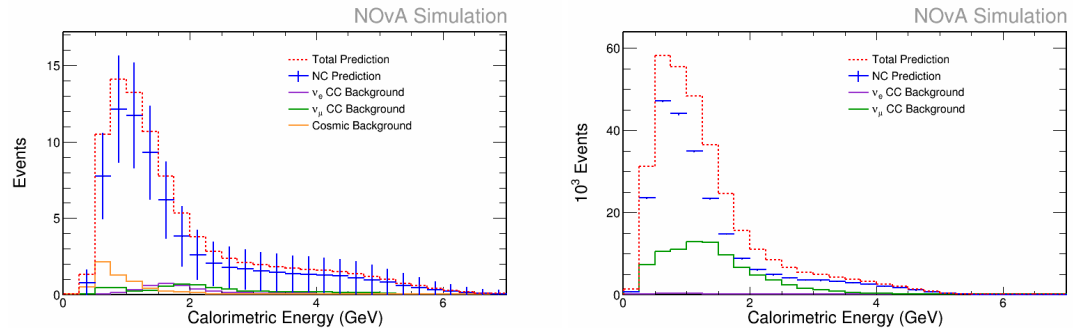 NOvA Simulation
Events
15
10
5
0
Total Prediction
NC Prediction
νe CC Background
νμ CC Background
Cosmic Background
0 2 4 6
Calorimetric Energy (GeV)
NOvA Simulation
10³ Events
60
40
20
0
Total Prediction
NC Prediction
νe CC Background
νμ CC Background
0 2 4 6
Calorimetric Energy (GeV)